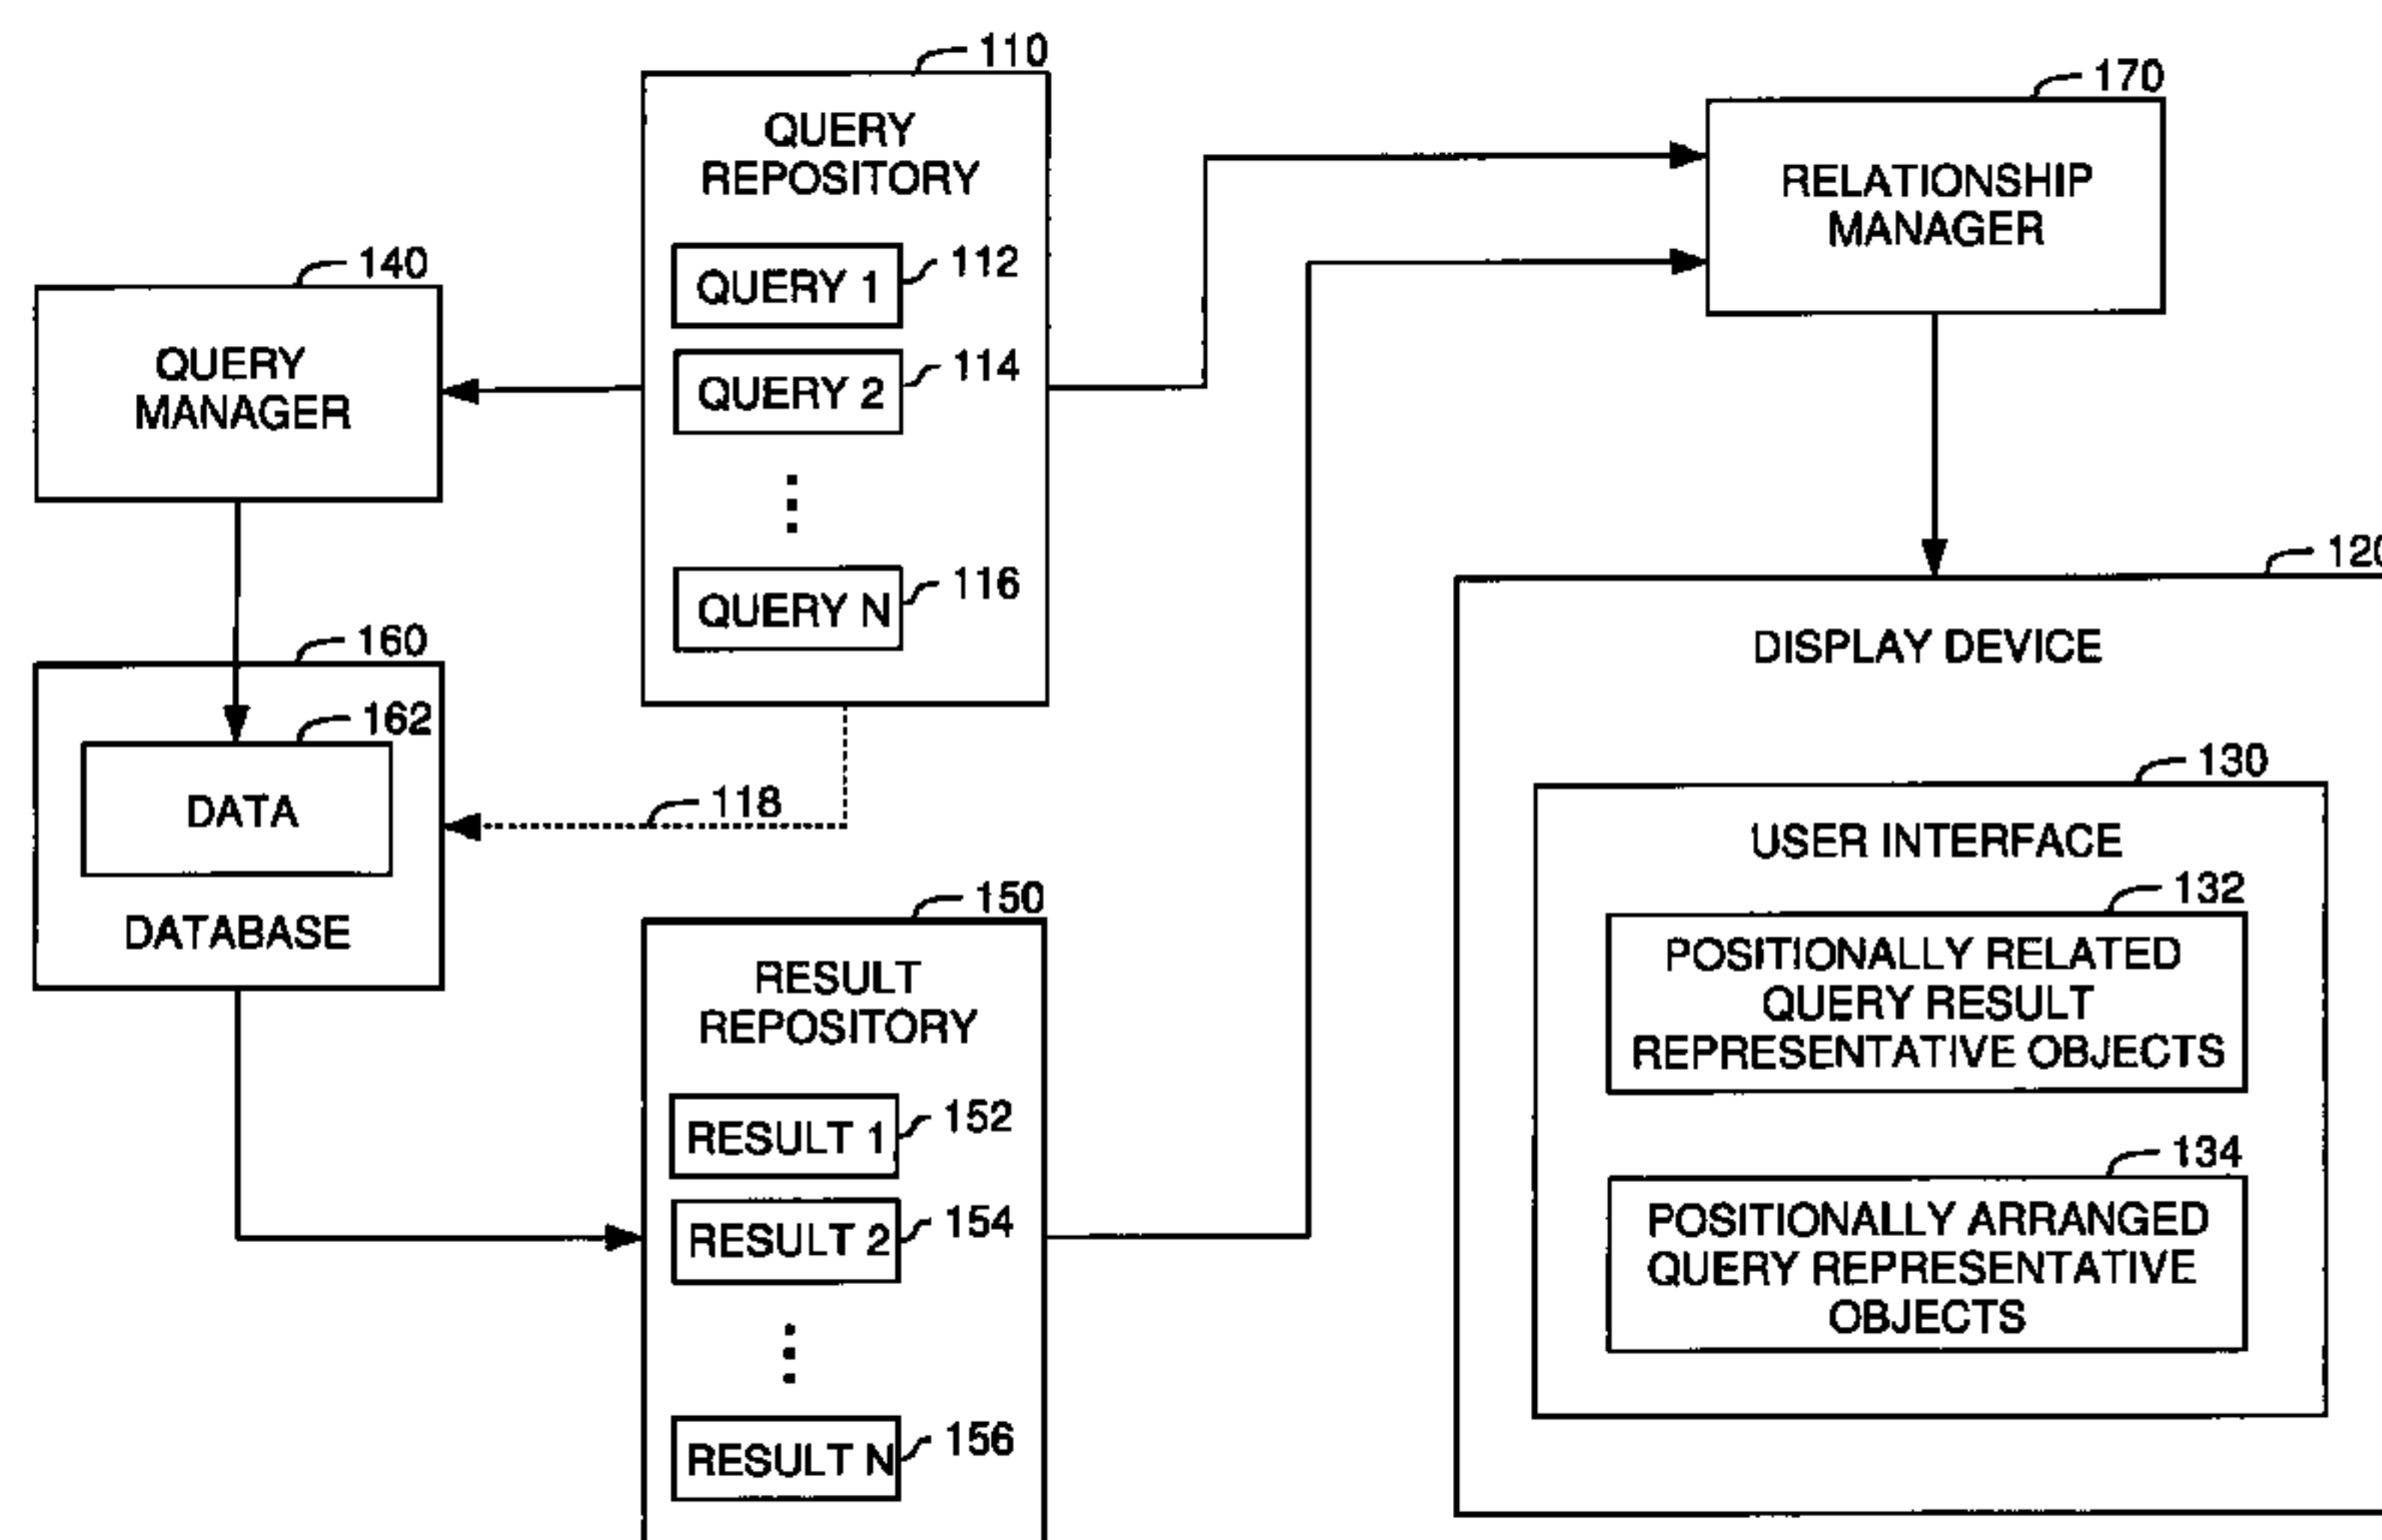 110
QUERY
REPOSITORY
QUERY 1
112
QUERY 2
114
QUERY N
116
170
RELATIONSHIP
MANAGER
140
QUERY
MANAGER
160
162
DATA
DATABASE
118
120
DISPLAY DEVICE
130
USER INTERFACE
132
POSITIONALLY RELATED
QUERY RESULT
REPRESENTATIVE OBJECTS
134
POSITIONALLY ARRANGED
QUERY REPRESENTATIVE
OBJECTS
150
RESULT
REPOSITORY
RESULT 1
152
RESULT 2
154
RESULT N
156